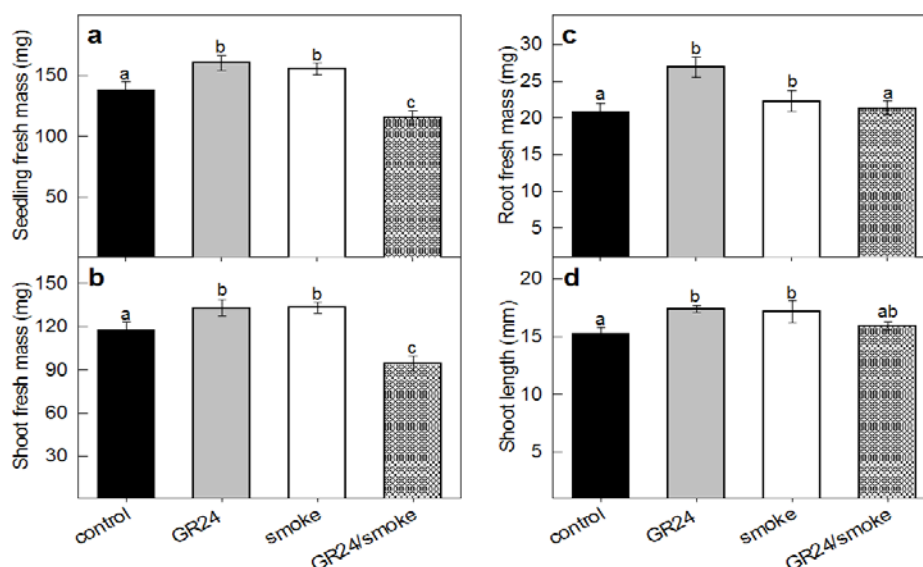 a
Seedling fresh mass (mg)
150
100
50
a
b
b
c
b
Shoot fresh mass (mg)
150
120
90
60
30
a
b
b
c
control
GR24
smoke
GR24/smoke
c
Root fresh mass (mg)
30
25
20
15
10
5
a
b
b
a
d
Shoot length (mm)
20
15
10
5
a
b
b
ab
control
GR24
smoke
GR24/smoke